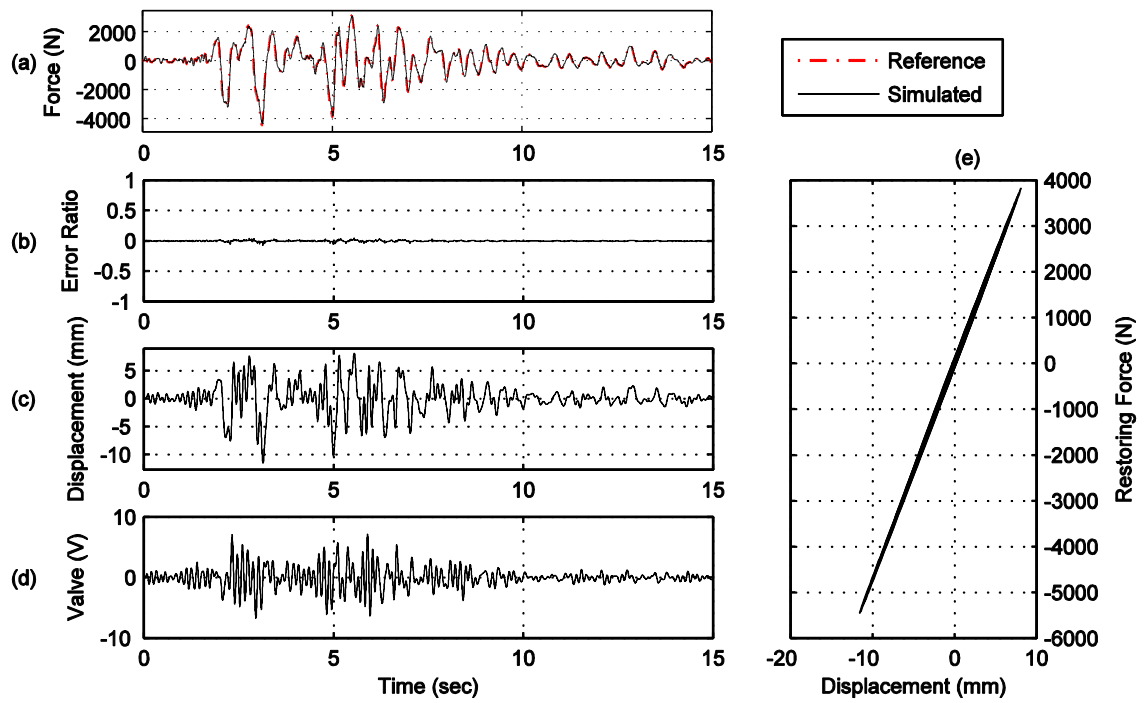 (a)
Force (N)
2000
0
-2000
-4000
0 5 10 15
Reference
Simulated
(b)
Error Ratio
1
0.5
0
-0.5
-1
0 5 10 15
(c)
Displacement (mm)
5
0
-5
-10
0 5 10 15
(d)
Valve (V)
10
0
-10
0 5 10 15
Time (sec)
(e)
4000
3000
2000
1000
0
-1000
-2000
-3000
-4000
-5000
-6000
Restoring Force (N)
-20 -10 0 10
Displacement (mm)